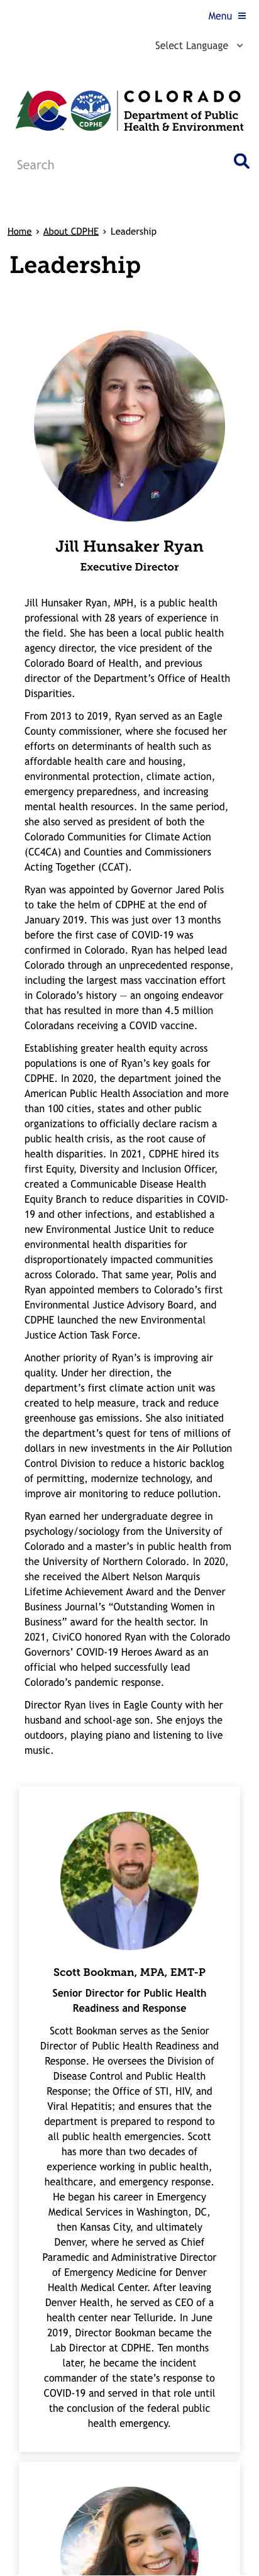 Menu
Select Language
COLORADO
Department of Public
Health & Environment
CDPHE
TM
Search
Home › About CDPHE › Leadership
Leadership
Jill Hunsaker Ryan
Executive Director
Jill Hunsaker Ryan, MPH, is a public health
professional with 28 years of experience in
the field. She has been a local public health
agency director, the vice president of the
Colorado Board of Health, and previous
director of the Department’s Office of Health
Disparities.
From 2013 to 2019, Ryan served as an Eagle
County commissioner, where she focused her
efforts on determinants of health such as
affordable health care and housing,
environmental protection, climate action,
emergency preparedness, and increasing
mental health resources. In the same period,
she also served as president of both the
Colorado Communities for Climate Action
(CC4CA) and Counties and Commissioners
Acting Together (CCAT).
Ryan was appointed by Governor Jared Polis
to take the helm of CDPHE at the end of
January 2019. This was just over 13 months
before the first case of COVID-19 was
confirmed in Colorado. Ryan has helped lead
Colorado through an unprecedented response,
including the largest mass vaccination effort
in Colorado’s history — an ongoing endeavor
that has resulted in more than 4.5 million
Coloradans receiving a COVID vaccine.
Establishing greater health equity across
populations is one of Ryan’s key goals for
CDPHE. In 2020, the department joined the
American Public Health Association and more
than 100 cities, states and other public
organizations to officially declare racism a
public health crisis, as the root cause of
health disparities. In 2021, CDPHE hired its
first Equity, Diversity and Inclusion Officer,
created a Communicable Disease Health
Equity Branch to reduce disparities in COVID-
19 and other infections, and established a
new Environmental Justice Unit to reduce
environmental health disparities for
disproportionately impacted communities
across Colorado. That same year, Polis and
Ryan appointed members to Colorado’s first
Environmental Justice Advisory Board, and
CDPHE launched the new Environmental
Justice Action Task Force.
Another priority of Ryan’s is improving air
quality. Under her direction, the
department’s first climate action unit was
created to help measure, track and reduce
greenhouse gas emissions. She also initiated
the department’s quest for tens of millions of
dollars in new investments in the Air Pollution
Control Division to reduce a historic backlog
of permitting, modernize technology, and
improve air monitoring to reduce pollution.
Ryan earned her undergraduate degree in
psychology/sociology from the University of
Colorado and a master’s in public health from
the University of Northern Colorado. In 2020,
she received the Albert Nelson Marquis
Lifetime Achievement Award and the Denver
Business Journal’s “Outstanding Women in
Business” award for the health sector. In
2021, CiviCO honored Ryan with the Colorado
Governors’ COVID-19 Heroes Award as an
official who helped successfully lead
Colorado’s pandemic response.
Director Ryan lives in Eagle County with her
husband and school-age son. She enjoys the
outdoors, playing piano and listening to live
music.
Scott Bookman, MPA, EMT-P
Senior Director for Public Health
Readiness and Response
Scott Bookman serves as the Senior
Director of Public Health Readiness and
Response. He oversees the Division of
Disease Control and Public Health
Response; the Office of STI, HIV, and
Viral Hepatitis; and ensures that the
department is prepared to respond to
all public health emergencies. Scott
has more than two decades of
experience working in public health,
healthcare, and emergency response.
He began his career in Emergency
Medical Services in Washington, DC,
then Kansas City, and ultimately
Denver, where he served as Chief
Paramedic and Administrative Director
of Emergency Medicine for Denver
Health Medical Center. After leaving
Denver Health, he served as CEO of a
health center near Telluride. In June
2019, Director Bookman became the
Lab Director at CDPHE. Ten months
later, he became the incident
commander of the state’s response to
COVID-19 and served in that role until
the conclusion of the federal public
health emergency.